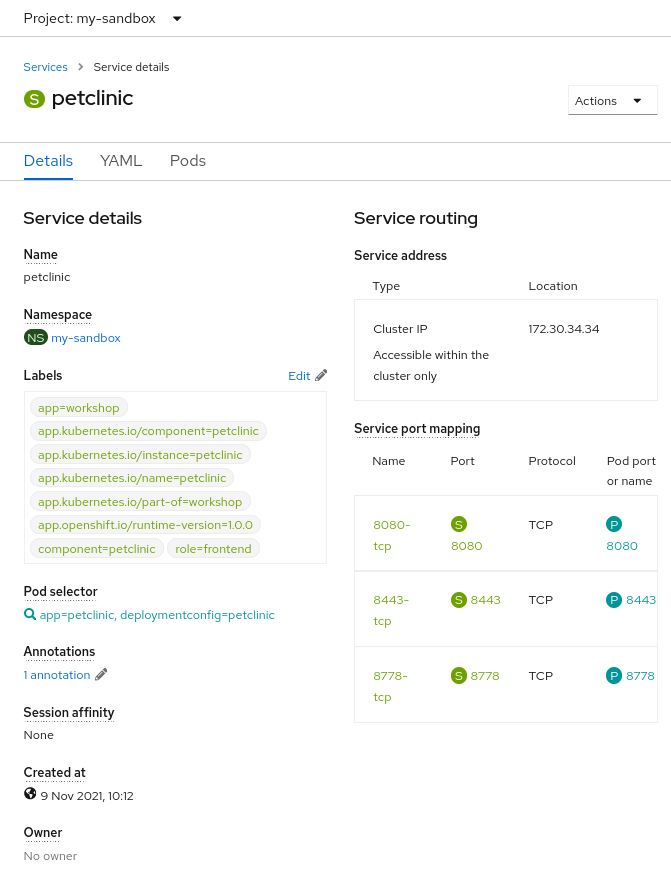 Project: my-sandbox
Services > Service details
S petclinic
Actions
Details YAML Pods
Service details
Name
petclinic
Namespace
NS my-sandbox
Labels Edit
app=workshop
app.kubernetes.io/component=petclinic
app.kubernetes.io/instance=petclinic
app.kubernetes.io/name=petclinic
app.kubernetes.io/part-of=workshop
app.openshift.io/runtime-version=1.0.0
component=petclinic role=frontend
Pod selector
app=petclinic, deploymentconfig=petclinic
Annotations
1 annotation
Session affinity
None
Created at
9 Nov 2021, 10:12
Owner
No owner
Service routing
Service address
Type Location
Cluster IP 172.30.34.34
Accessible within the
cluster only
Service port mapping
Name Port Protocol Pod port
or name
8080- S TCP P
tcp 8080 8080
8443- S 8443 TCP P 8443
tcp
8778- S 8778 TCP P 8778
tcp